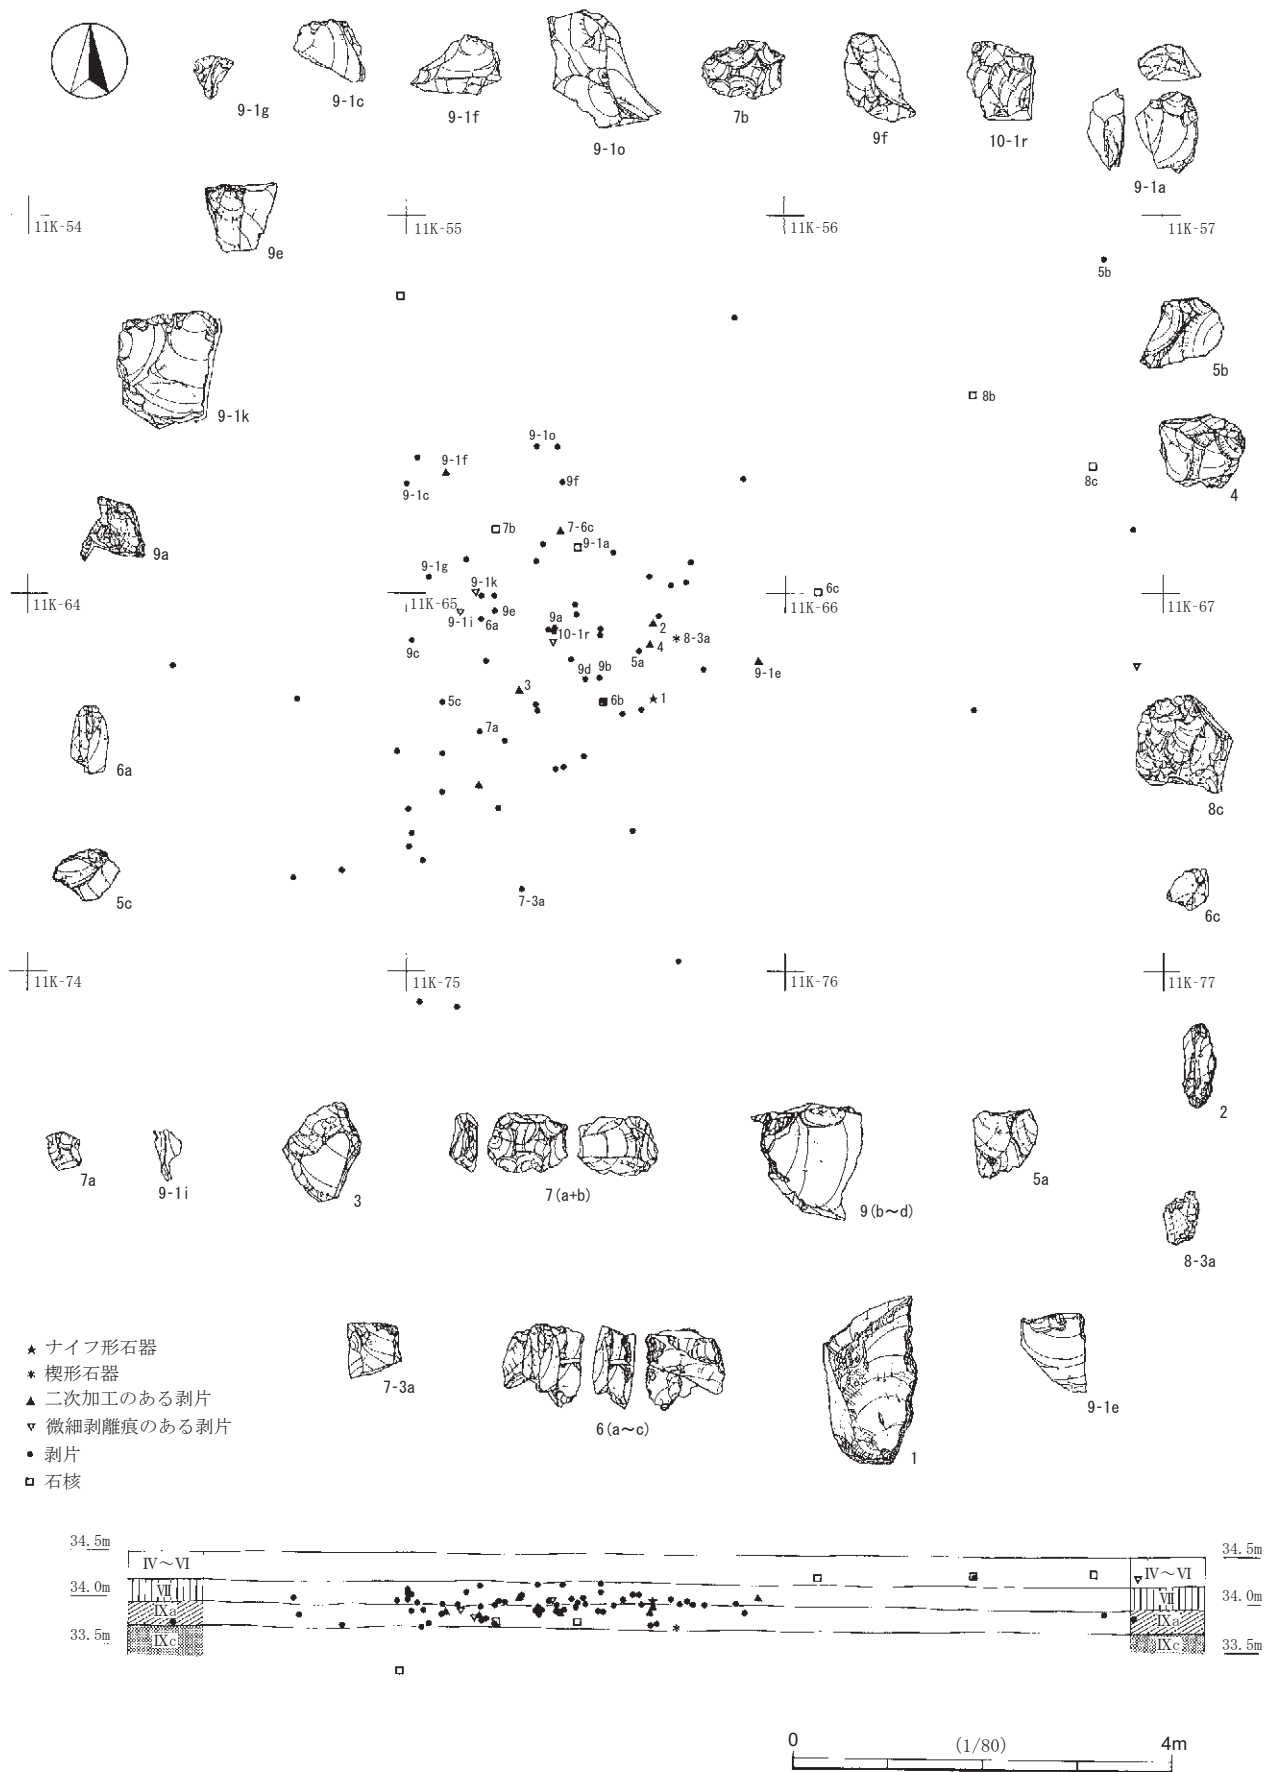 9-1g
9-1c
9-1f
9-1o
7b
9f
10-1r
9-1a
11K-54
11K-55
11K-56
11K-57
9e
5b
5b
9-1k
8b
9-1o
9-1f
9-1c
9f
8c
4
9a
7b
7-6c
9-1a
9-1g
9-1k
11K-64
11K-65
11K-66
6c
11K-67
9-1i
6a
9e
9a
10-1r
2
8-3a
9c
4
5a
9d
9b
9-1e
3
5c
6b
1
7a
6a
8c
5c
7-3a
6c
11K-74
11K-75
11K-76
11K-77
2
7a
9-1i
3
7(a+b)
9(b～d)
5a
8-3a
7-3a
6(a～c)
1
9-1e
★ ナイフ形石器
* 楔形石器
▲ 二次加工のある剥片
▽ 微細剥離痕のある剥片
● 剥片
□ 石核
34.5m
34.5m
Ⅳ～Ⅵ
Ⅳ～Ⅵ
34.0m
34.0m
Ⅶ
Ⅶ
Ⅸa
Ⅸa
33.5m
33.5m
Ⅸc
Ⅸc
0 (1/80) 4m